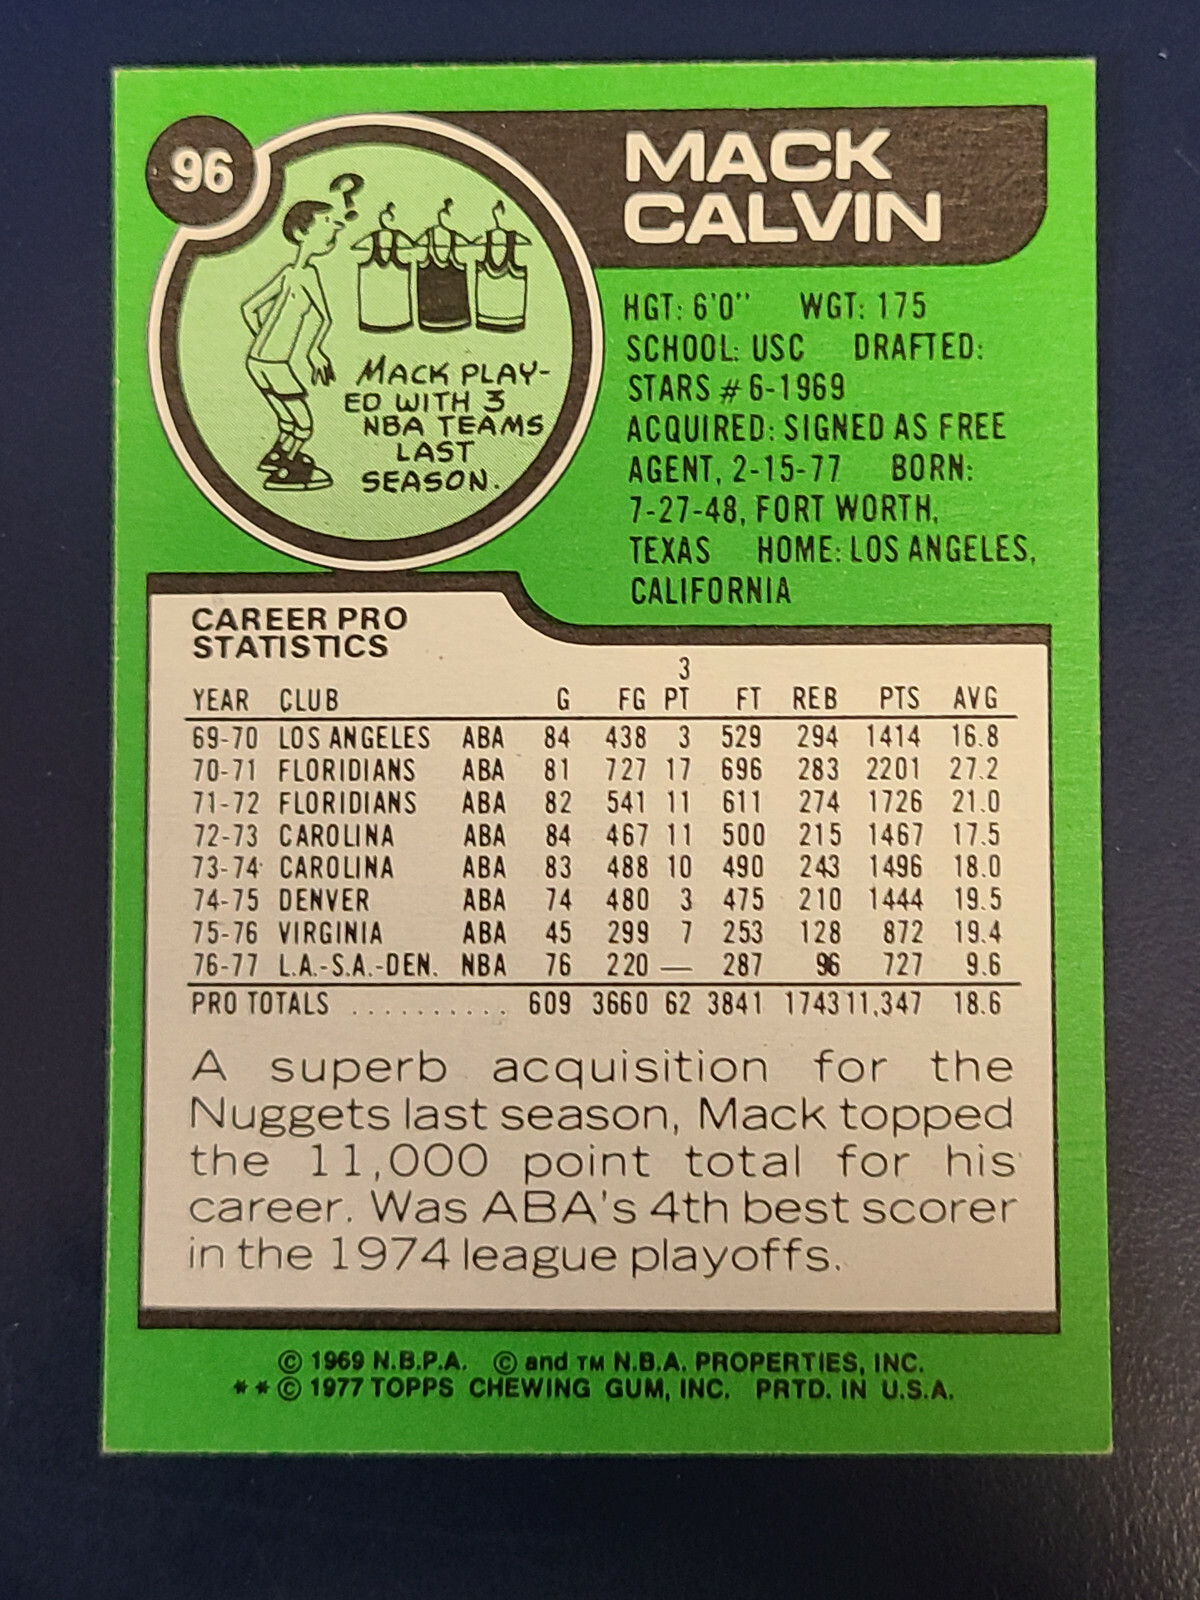 96
MACK
CALVIN
?
MACK PLAY-
ED WITH 3
NBA TEAMS
LAST
SEASON.
HGT: 6'0" WGT: 175
SCHOOL: USC DRAFTED:
STARS #6-1969
ACQUIRED: SIGNED AS FREE
AGENT, 2-15-77 BORN:
7-27-48, FORT WORTH,
TEXAS HOME: LOS ANGELES,
CALIFORNIA
CAREER PRO
STATISTICS
3
YEAR CLUB G FG PT FT REB PTS AVG
69-70 LOS ANGELES ABA 84 438 3 529 294 1414 16.8
70-71 FLORIDIANS ABA 81 727 17 696 283 2201 27.2
71-72 FLORIDIANS ABA 82 541 11 611 274 1726 21.0
72-73 CAROLINA ABA 84 467 11 500 215 1467 17.5
73-74 CAROLINA ABA 83 488 10 490 243 1496 18.0
74-75 DENVER ABA 74 480 3 475 210 1444 19.5
75-76 VIRGINIA ABA 45 299 7 253 128 872 19.4
76-77 L.A.-S.A.-DEN. NBA 76 220 — 287 96 727 9.6
PRO TOTALS .......... 609 3660 62 3841 1743 11,347 18.6
A superb acquisition for the
Nuggets last season, Mack topped
the 11,000 point total for his
career. Was ABA's 4th best scorer
in the 1974 league playoffs.
© 1969 N.B.P.A. © and TM N.B.A. PROPERTIES, INC.
**© 1977 TOPPS CHEWING GUM, INC. PRTD. IN U.S.A.